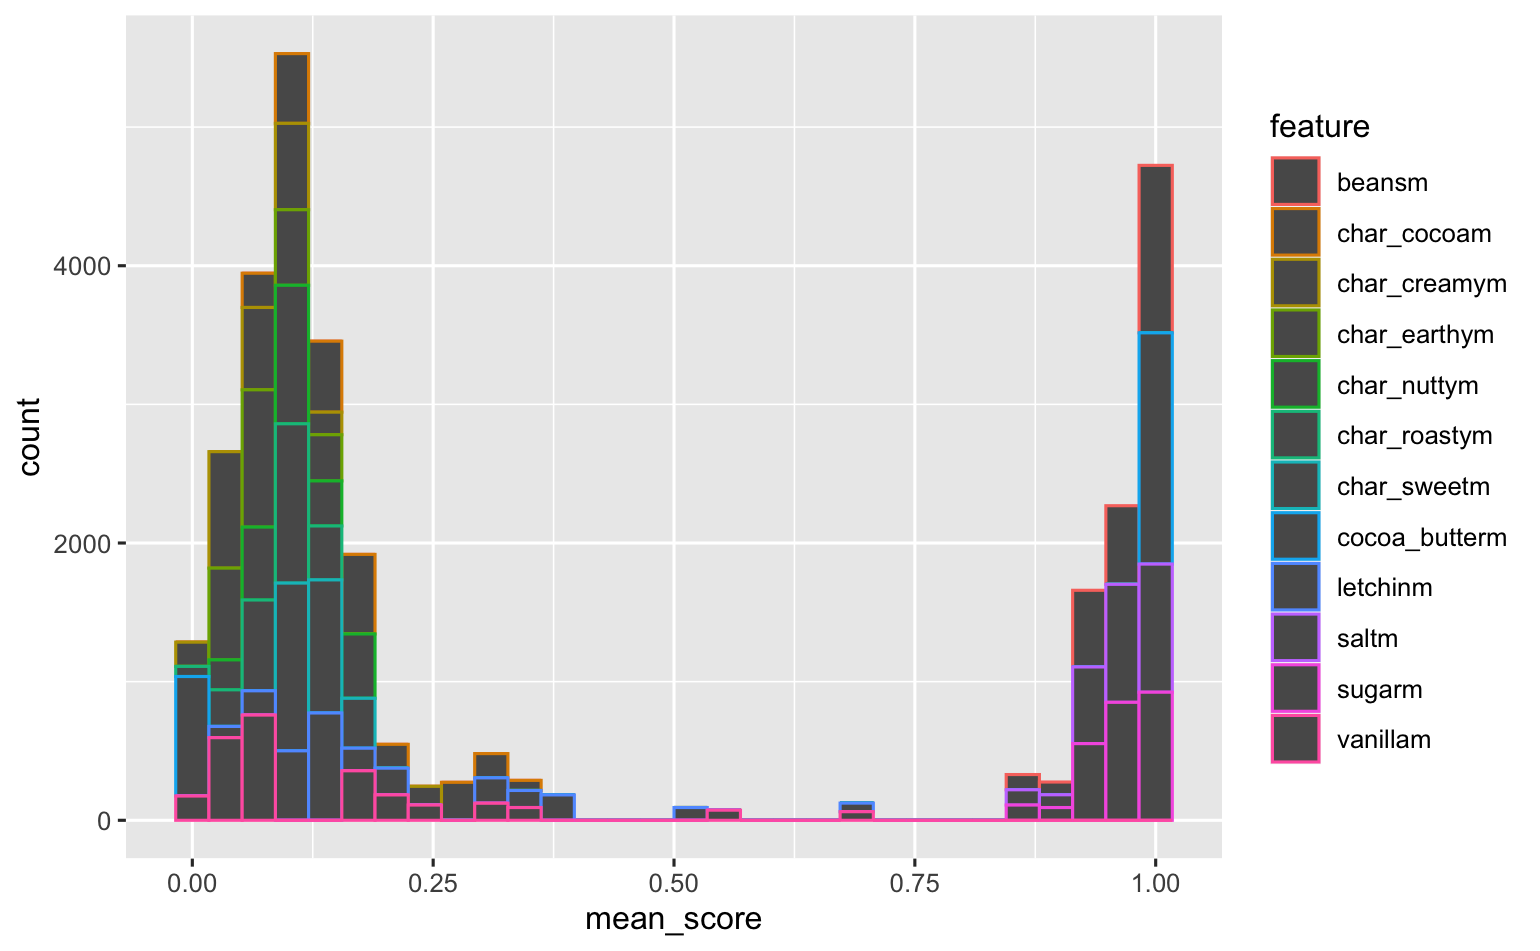 4000
2000
0
count
0.00 0.25 0.50 0.75 1.00
mean_score
feature
beansm
char_cocoam
char_creamym
char_earthym
char_nuttym
char_roastym
char_sweetm
cocoa_butterm
letchinm
saltm
sugarm
vanillam